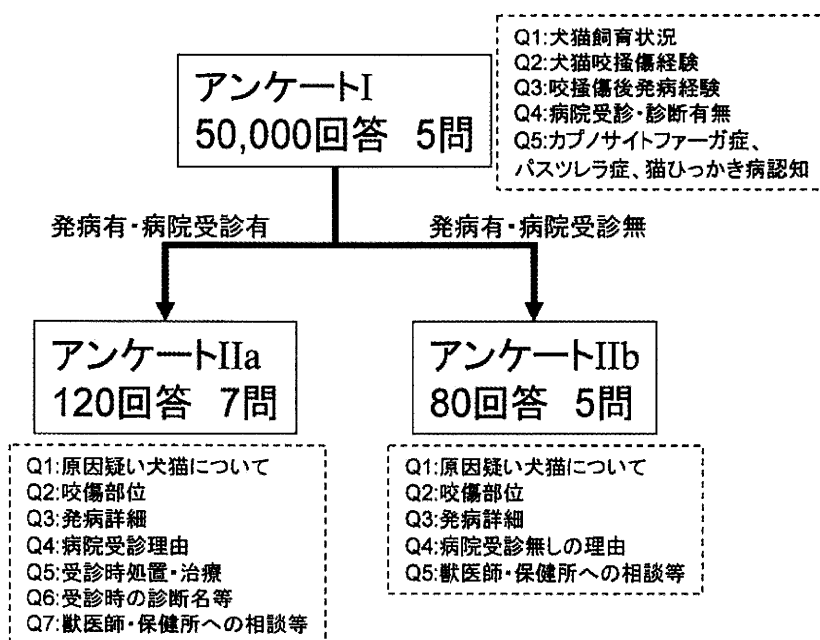 アンケートI
50,000回答 5問
Q1:犬猫飼育状況
Q2:犬猫咬掻傷経験
Q3:咬掻傷後発病経験
Q4:病院受診・診断有無
Q5:カプノサイトファーガ症、
パスツレラ症、猫ひっかき病認知
発病有・病院受診有
発病有・病院受診無
アンケートIIa
120回答 7問
アンケートIIb
80回答 5問
Q1:原因疑い犬猫について
Q2:咬傷部位
Q3:発病詳細
Q4:病院受診理由
Q5:受診時処置・治療
Q6:受診時の診断名等
Q7:獣医師・保健所への相談等
Q1:原因疑い犬猫について
Q2:咬傷部位
Q3:発病詳細
Q4:病院受診無しの理由
Q5:獣医師・保健所への相談等